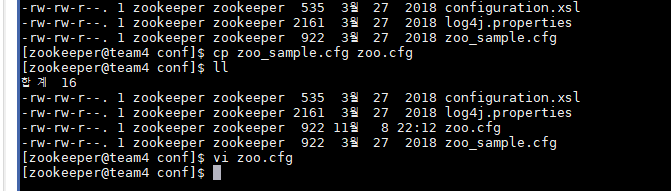 -rw-rw-r--. 1 zookeeper zookeeper 535 3월 27 2018 configuration.xsl
-rw-rw-r--. 1 zookeeper zookeeper 2161 3월 27 2018 log4j.properties
-rw-rw-r--. 1 zookeeper zookeeper 922 3월 27 2018 zoo_sample.cfg
[zookeeper@team4 conf]$ cp zoo_sample.cfg zoo.cfg
[zookeeper@team4 conf]$ ll
합계 16
-rw-rw-r--. 1 zookeeper zookeeper 535 3월 27 2018 configuration.xsl
-rw-rw-r--. 1 zookeeper zookeeper 2161 3월 27 2018 log4j.properties
-rw-rw-r--. 1 zookeeper zookeeper 922 11월 8 22:12 zoo.cfg
-rw-rw-r--. 1 zookeeper zookeeper 922 3월 27 2018 zoo_sample.cfg
[zookeeper@team4 conf]$ vi zoo.cfg
[zookeeper@team4 conf]$